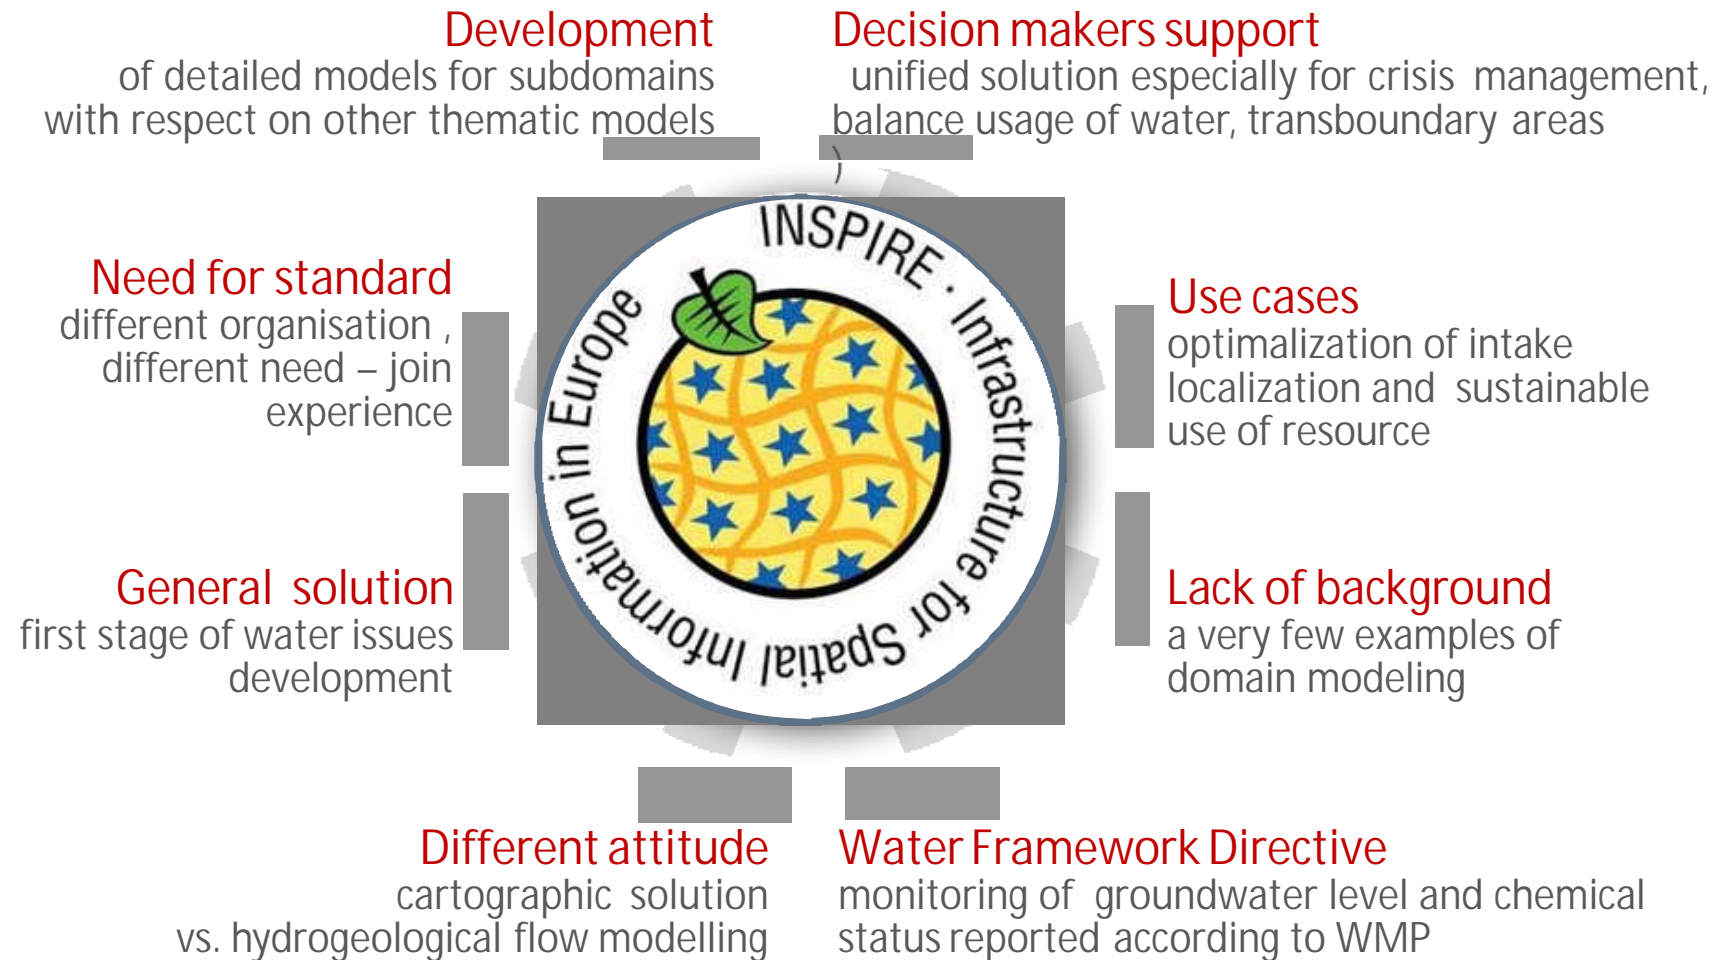 Development
of detailed models for subdomains
with respect on other thematic models
Decision makers support
unified solution especially for crisis management,
balance usage of water, transboundary areas
)
Need for standard
different organisation ,
different need – join
experience
INSPIRE · Infrastructure for Spatial Information in Europe
Use cases
optimalization of intake
localization and sustainable
use of resource
General solution
first stage of water issues
development
Lack of background
a very few examples of
domain modeling
Different attitude
cartographic solution
vs. hydrogeological flow modelling
Water Framework Directive
monitoring of groundwater level and chemical
status reported according to WMP